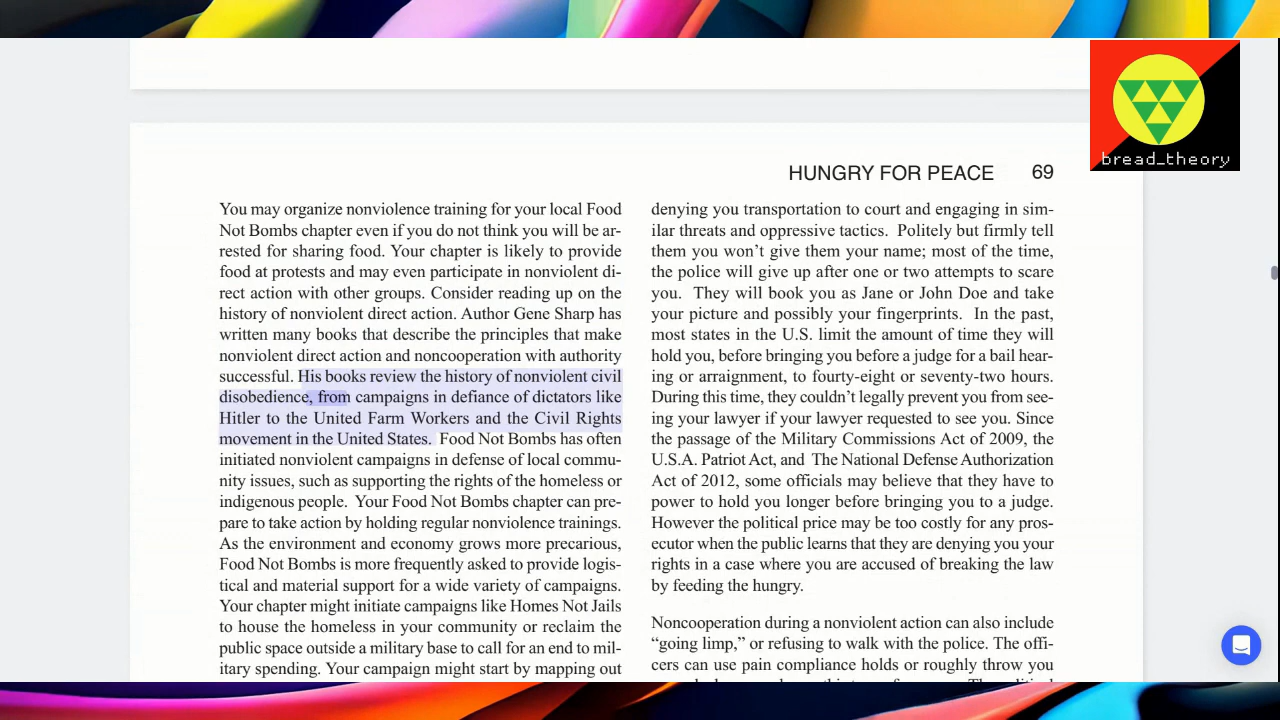 bread_theory
HUNGRY FOR PEACE 69
You may organize nonviolence training for your local Food
Not Bombs chapter even if you do not think you will be ar-
rested for sharing food. Your chapter is likely to provide
food at protests and may even participate in nonviolent di-
rect action with other groups. Consider reading up on the
history of nonviolent direct action. Author Gene Sharp has
written many books that describe the principles that make
nonviolent direct action and noncooperation with authority
successful. His books review the history of nonviolent civil
disobedience, from campaigns in defiance of dictators like
Hitler to the United Farm Workers and the Civil Rights
movement in the United States. Food Not Bombs has often
initiated nonviolent campaigns in defense of local commu-
nity issues, such as supporting the rights of the homeless or
indigenous people. Your Food Not Bombs chapter can pre-
pare to take action by holding regular nonviolence trainings.
As the environment and economy grows more precarious,
Food Not Bombs is more frequently asked to provide logis-
tical and material support for a wide variety of campaigns.
Your chapter might initiate campaigns like Homes Not Jails
to house the homeless in your community or reclaim the
public space outside a military base to call for an end to mil-
itary spending. Your campaign might start by mapping out
denying you transportation to court and engaging in sim-
ilar threats and oppressive tactics. Politely but firmly tell
them you won't give them your name; most of the time,
the police will give up after one or two attempts to scare
you. They will book you as Jane or John Doe and take
your picture and possibly your fingerprints. In the past,
most states in the U.S. limit the amount of time they will
hold you, before bringing you before a judge for a bail hear-
ing or arraignment, to fourty-eight or seventy-two hours.
During this time, they couldn't legally prevent you from see-
ing your lawyer if your lawyer requested to see you. Since
the passage of the Military Commissions Act of 2009, the
U.S.A. Patriot Act, and The National Defense Authorization
Act of 2012, some officials may believe that they have to
power to hold you longer before bringing you to a judge.
However the political price may be too costly for any pros-
ecutor when the public learns that they are denying you your
rights in a case where you are accused of breaking the law
by feeding the hungry.
Noncooperation during a nonviolent action can also include
“going limp,” or refusing to walk with the police. The offi-
cers can use pain compliance holds or roughly throw you